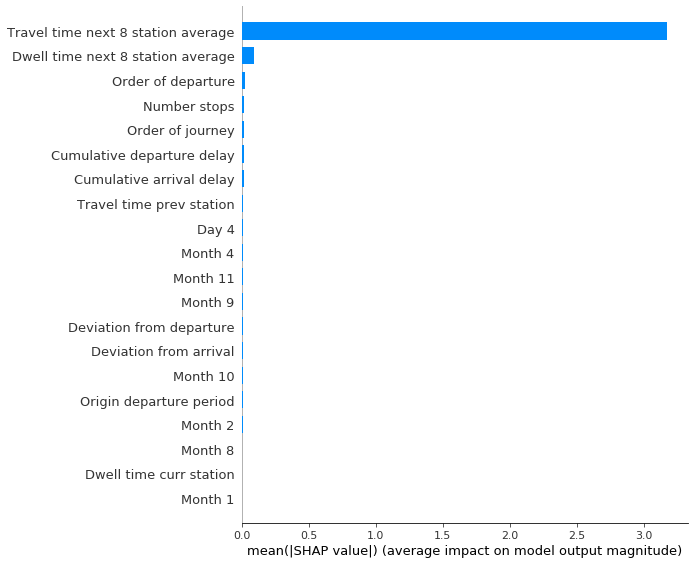 Travel time next 8 station average
Dwell time next 8 station average
Order of departure
Number stops
Order of journey
Cumulative departure delay
Cumulative arrival delay
Travel time prev station
Day 4
Month 4
Month 11
Month 9
Deviation from departure
Deviation from arrival
Month 10
Origin departure period
Month 2
Month 8
Dwell time curr station
Month 1
0.0 0.5 1.0 1.5 2.0 2.5 3.0
mean(|SHAP value|) (average impact on model output magnitude)